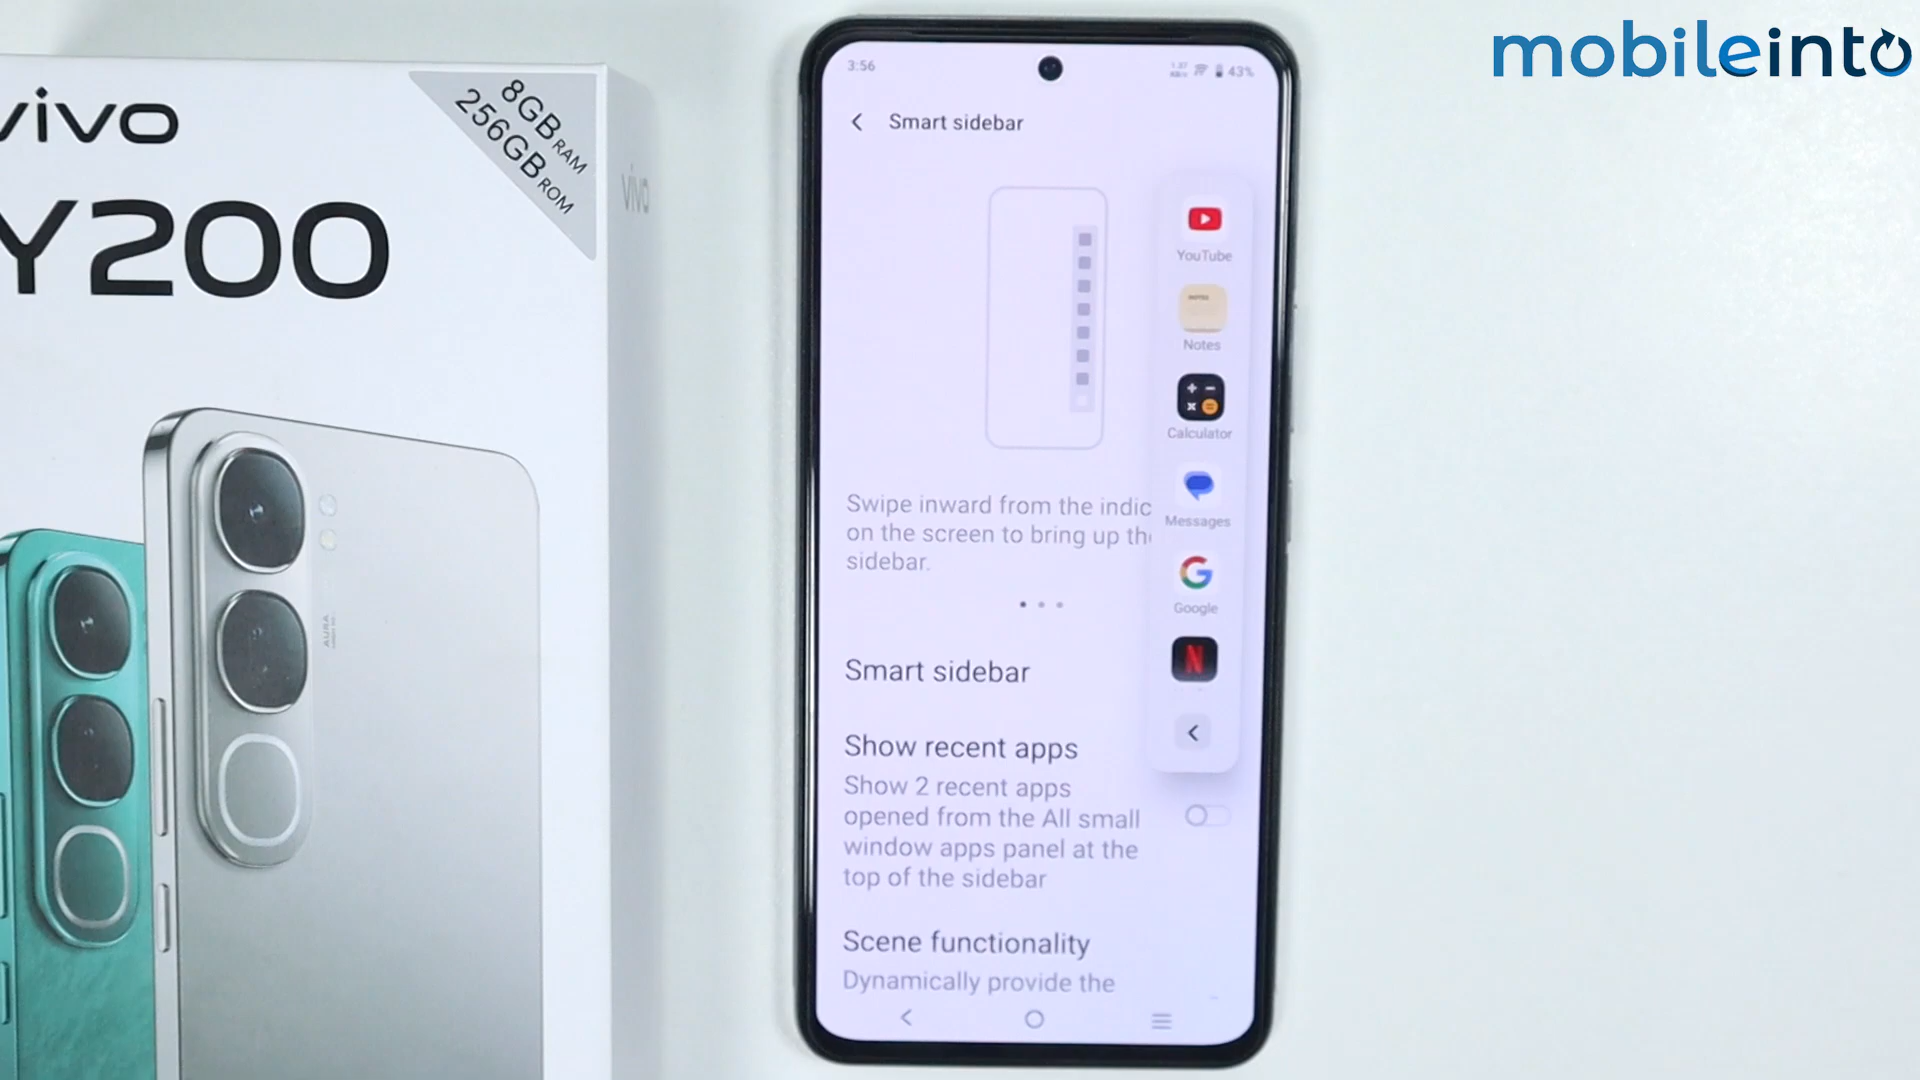 mobileinto
vivo
Y200
8GB RAM
256GB ROM
vivo
AURA
3:56
43%
Smart sidebar
YouTube
Notes
Calculator
Messages
Google
Swipe inward from the indic
on the screen to bring up the
sidebar.
Smart sidebar
Show recent apps
Show 2 recent apps
opened from the All small
window apps panel at the
top of the sidebar
Scene functionality
Dynamically provide the